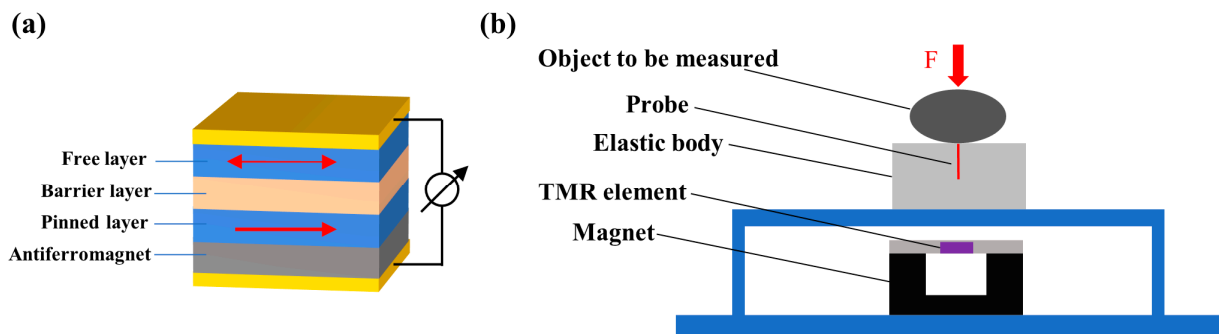 (a)
Free layer
Barrier layer
Pinned layer
Antiferromagnet
(b)
F
Object to be measured
Probe
Elastic body
TMR element
Magnet